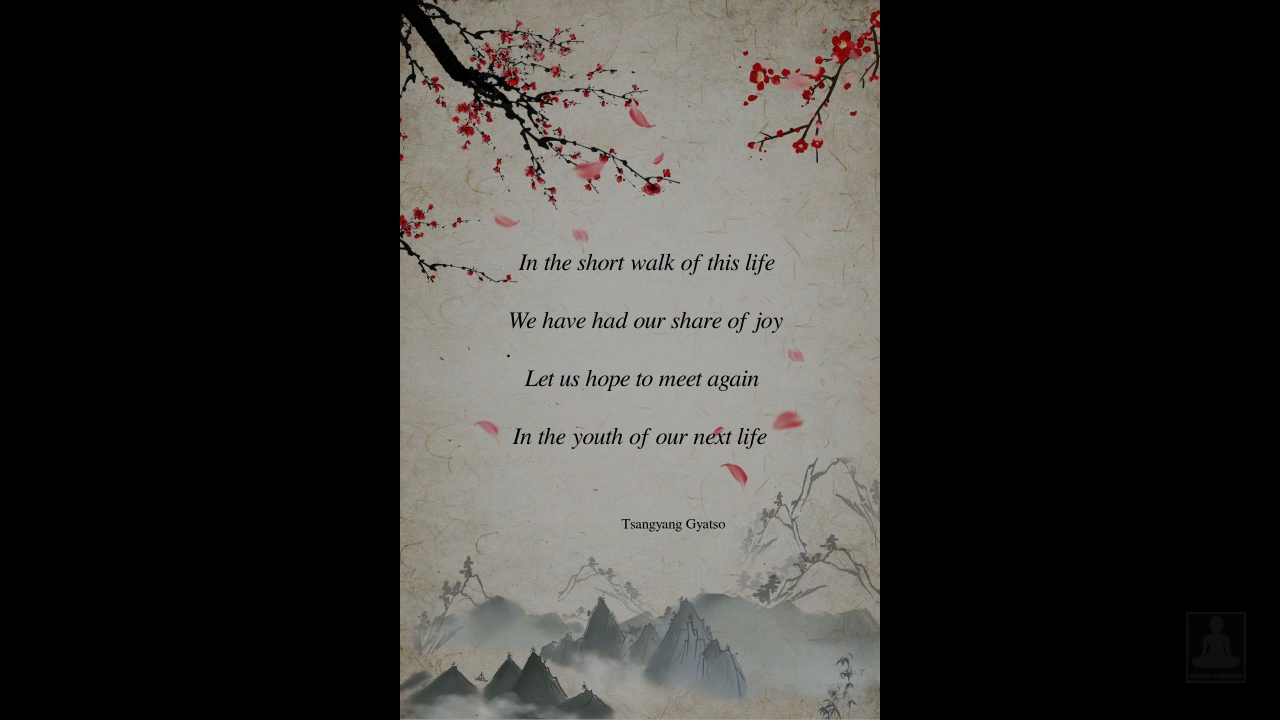 In the short walk of this life
We have had our share of joy
Let us hope to meet again
In the youth of our next life
Tsangyang Gyatso